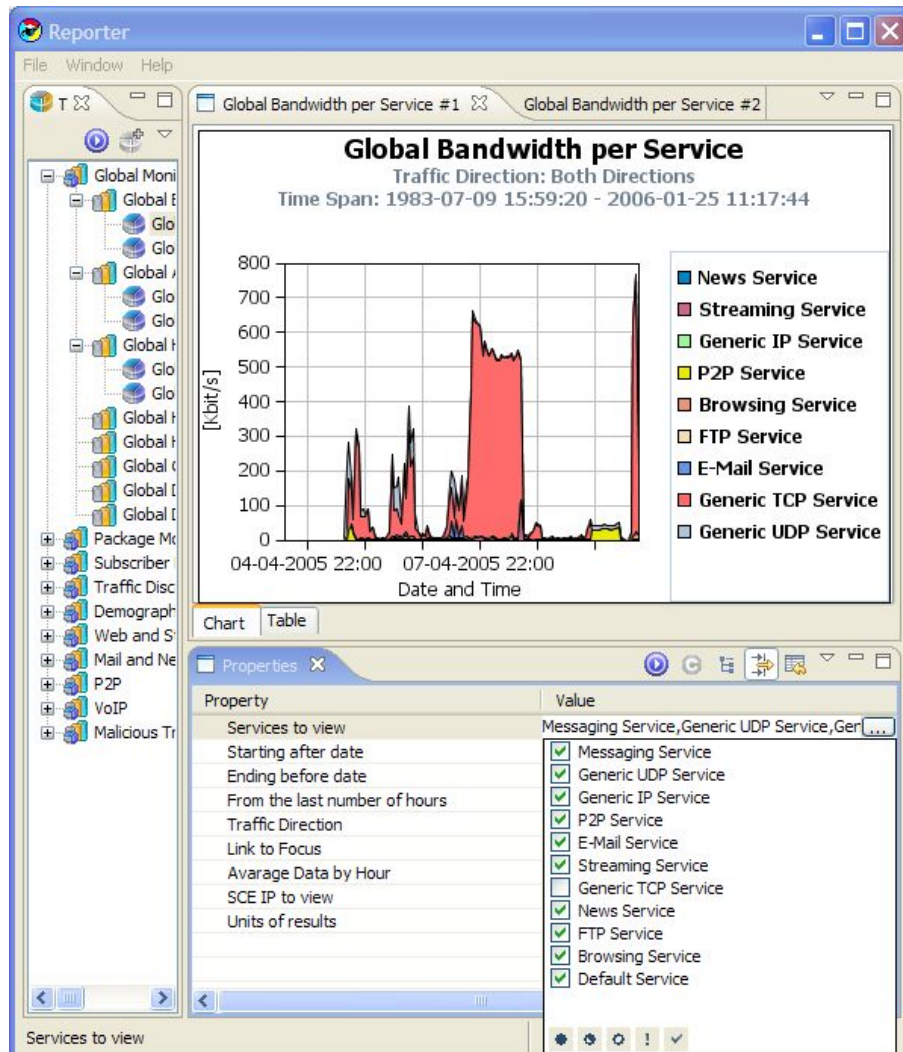 Reporter
File Window Help
T
Global Bandwidth per Service #1
Global Bandwidth per Service #2
Global Moni
Global E
Glo
Glo
Global A
Glo
Glo
Global H
Glo
Glo
Global H
Global H
Global C
Global D
Global D
Package Mo
Subscriber
Traffic Disc
Demograph
Web and S
Mail and Ne
P2P
VoIP
Malicious Tr
Global Bandwidth per Service
Traffic Direction: Both Directions
Time Span: 1983-07-09 15:59:20 - 2006-01-25 11:17:44
[Kbit/s]
800
700
600
500
400
300
200
100
0
04-04-2005 22:00 07-04-2005 22:00
Date and Time
News Service
Streaming Service
Generic IP Service
P2P Service
Browsing Service
FTP Service
E-Mail Service
Generic TCP Service
Generic UDP Service
Chart Table
Properties
Property Value
Services to view Messaging Service,Generic UDP Service,Ger ...
Starting after date
Ending before date
From the last number of hours
Traffic Direction
Link to Focus
Avarage Data by Hour
SCE IP to view
Units of results
Messaging Service
Generic UDP Service
Generic IP Service
P2P Service
E-Mail Service
Streaming Service
Generic TCP Service
News Service
FTP Service
Browsing Service
Default Service
Services to view